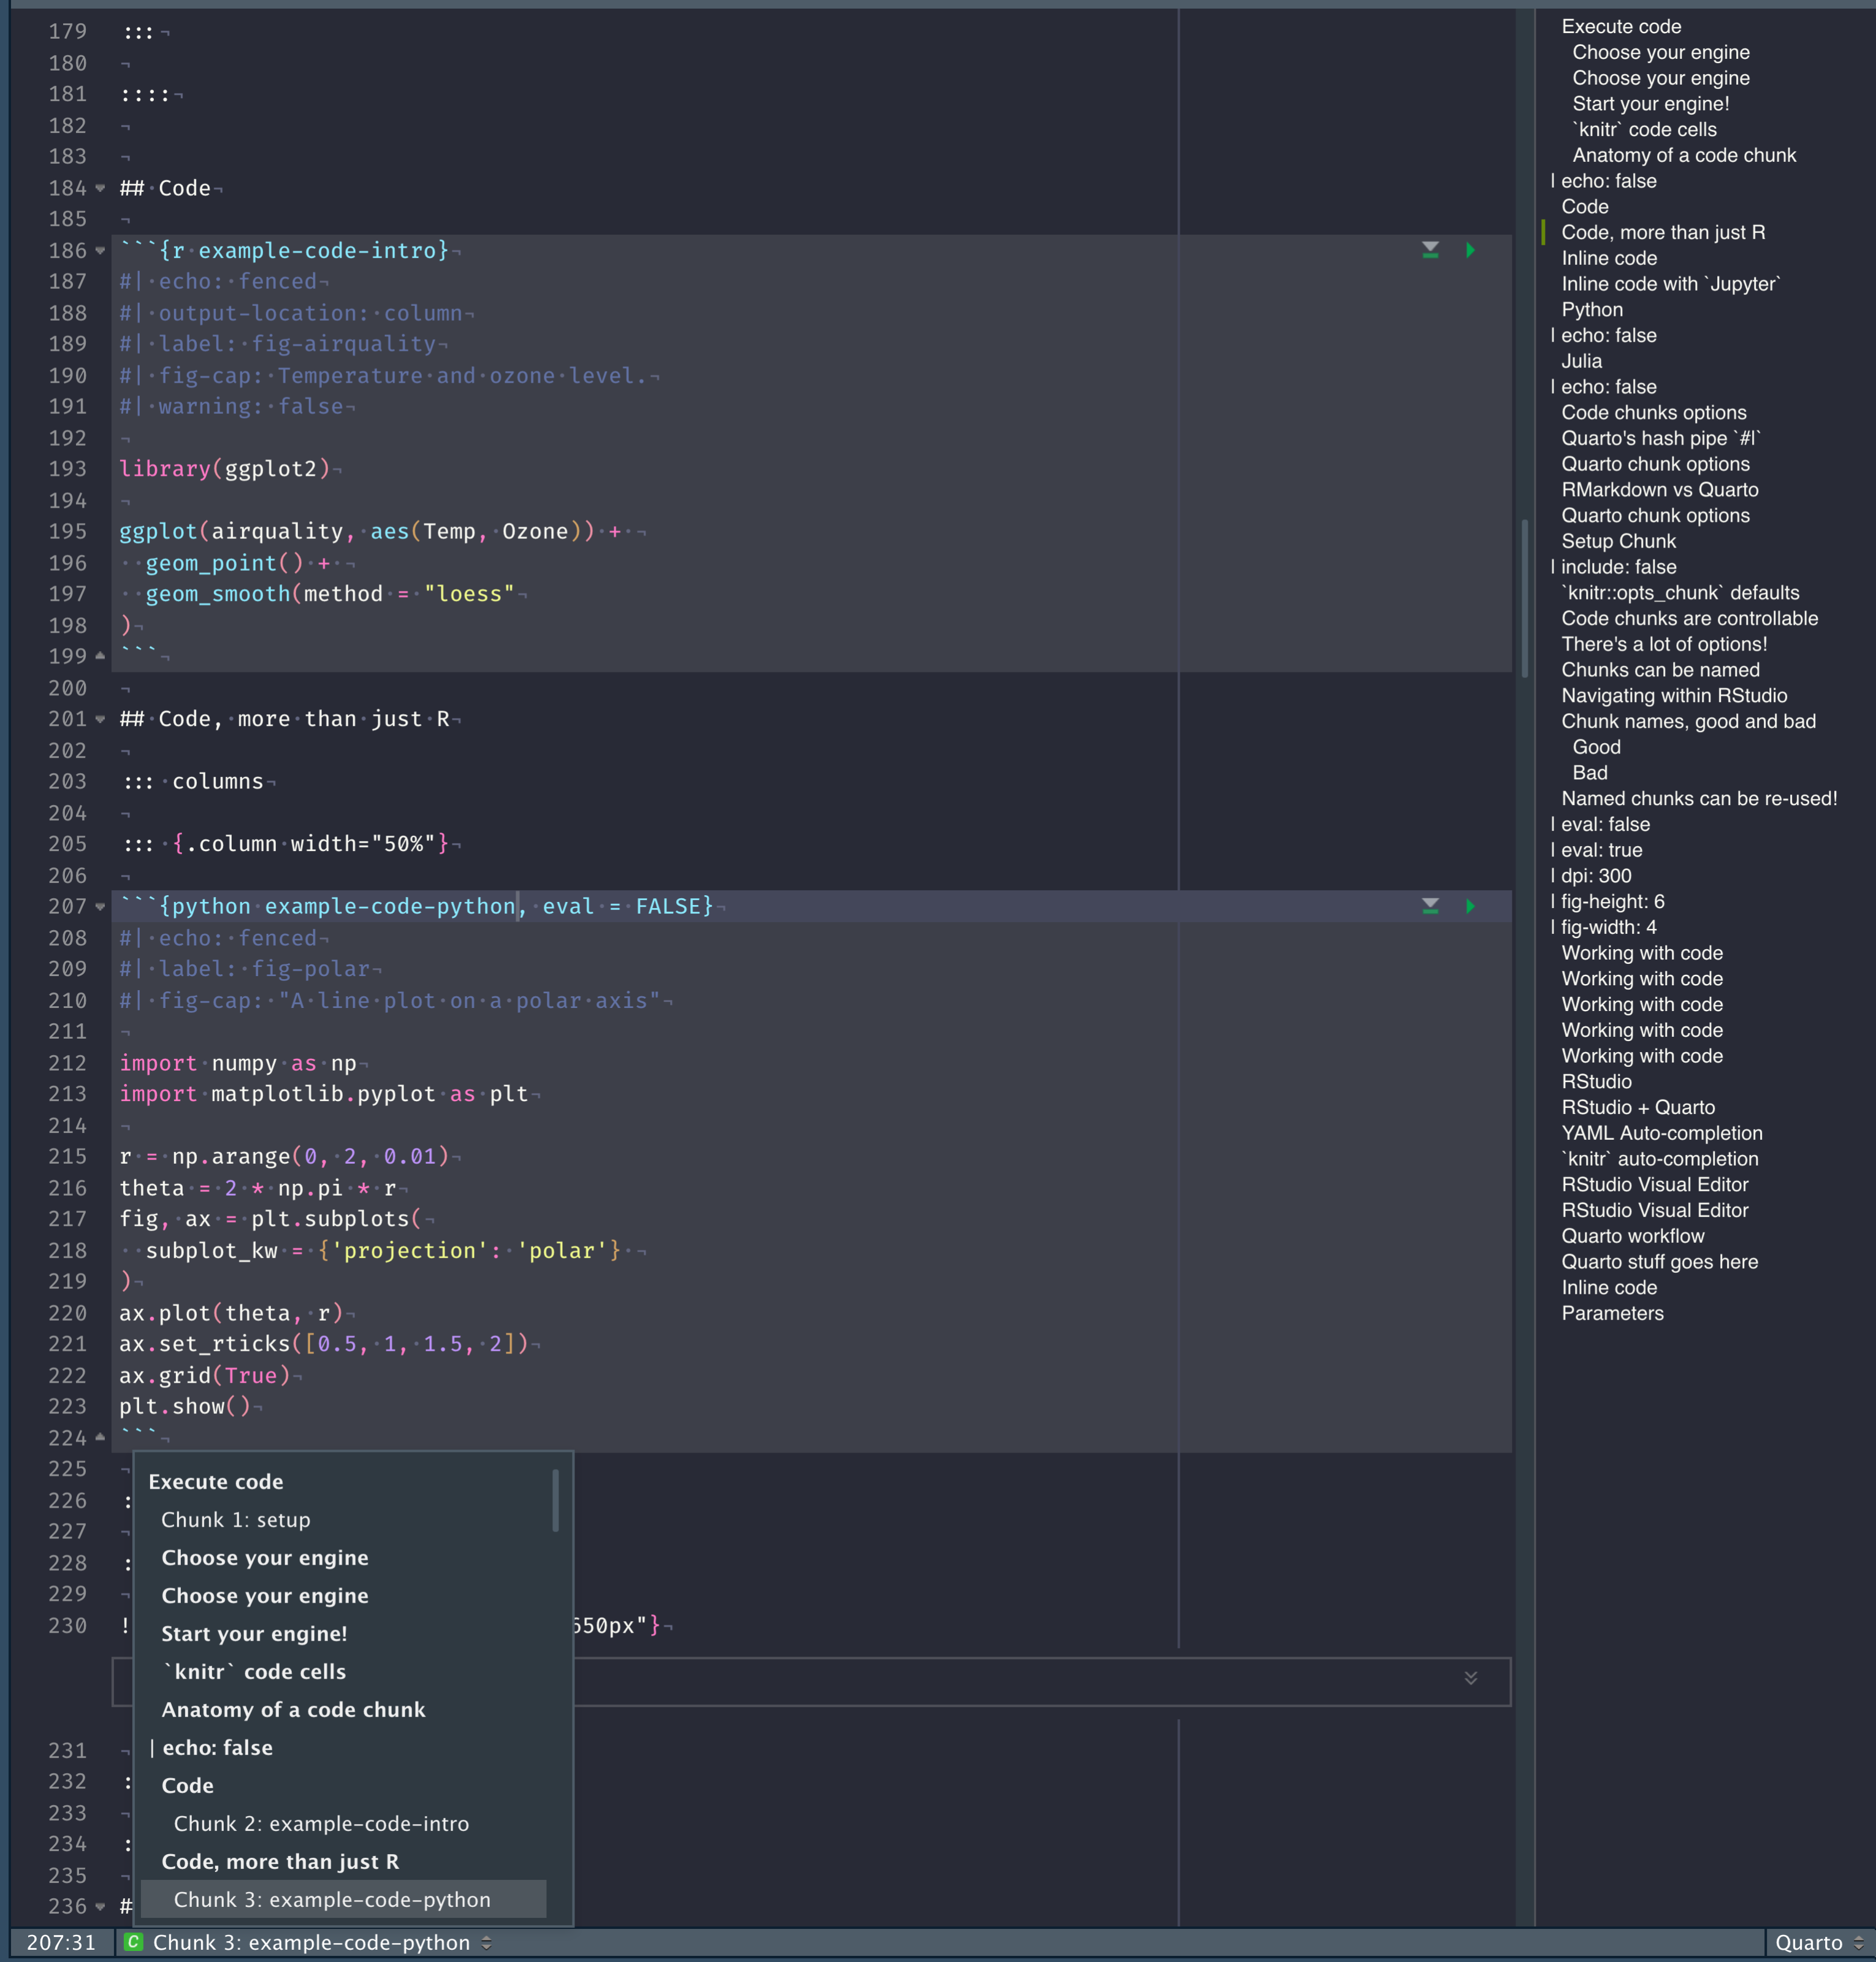 179 :::
180
181 ::::
182
183
184 ## Code
185
186 ```{r example-code-intro}
187 #| echo: fenced
188 #| output-location: column
189 #| label: fig-airquality
190 #| fig-cap: Temperature and ozone level.
191 #| warning: false
192
193 library(ggplot2)
194
195 ggplot(airquality, aes(Temp, Ozone)) +
196   geom_point() +
197   geom_smooth(method = "loess"
198 )
199 ```
200
201 ## Code, more than just R
202
203 ::: columns
204
205 ::: {.column width="50%"}
206
207 ```{python example-code-python, eval = FALSE}
208 #| echo: fenced
209 #| label: fig-polar
210 #| fig-cap: "A line plot on a polar axis"
211
212 import numpy as np
213 import matplotlib.pyplot as plt
214
215 r = np.arange(0, 2, 0.01)
216 theta = 2 * np.pi * r
217 fig, ax = plt.subplots(
218   subplot_kw = {'projection': 'polar'}
219 )
220 ax.plot(theta, r)
221 ax.set_rticks([0.5, 1, 1.5, 2])
222 ax.grid(True)
223 plt.show()
224 ```
225
226 :
227
228 :
229
230 ! 650px"}
231
232 :
233
234 :
235
236 #
Execute code
Chunk 1: setup
Choose your engine
Choose your engine
Start your engine!
`knitr` code cells
Anatomy of a code chunk
| echo: false
Code
Chunk 2: example-code-intro
Code, more than just R
Chunk 3: example-code-python
207:31 C Chunk 3: example-code-python Quarto
Execute code
Choose your engine
Choose your engine
Start your engine!
`knitr` code cells
Anatomy of a code chunk
| echo: false
Code
Code, more than just R
Inline code
Inline code with `Jupyter`
Python
| echo: false
Julia
| echo: false
Code chunks options
Quarto's hash pipe `#|`
Quarto chunk options
RMarkdown vs Quarto
Quarto chunk options
Setup Chunk
| include: false
`knitr::opts_chunk` defaults
Code chunks are controllable
There's a lot of options!
Chunks can be named
Navigating within RStudio
Chunk names, good and bad
Good
Bad
Named chunks can be re-used!
| eval: false
| eval: true
| dpi: 300
| fig-height: 6
| fig-width: 4
Working with code
Working with code
Working with code
Working with code
Working with code
RStudio
RStudio + Quarto
YAML Auto-completion
`knitr` auto-completion
RStudio Visual Editor
RStudio Visual Editor
Quarto workflow
Quarto stuff goes here
Inline code
Parameters